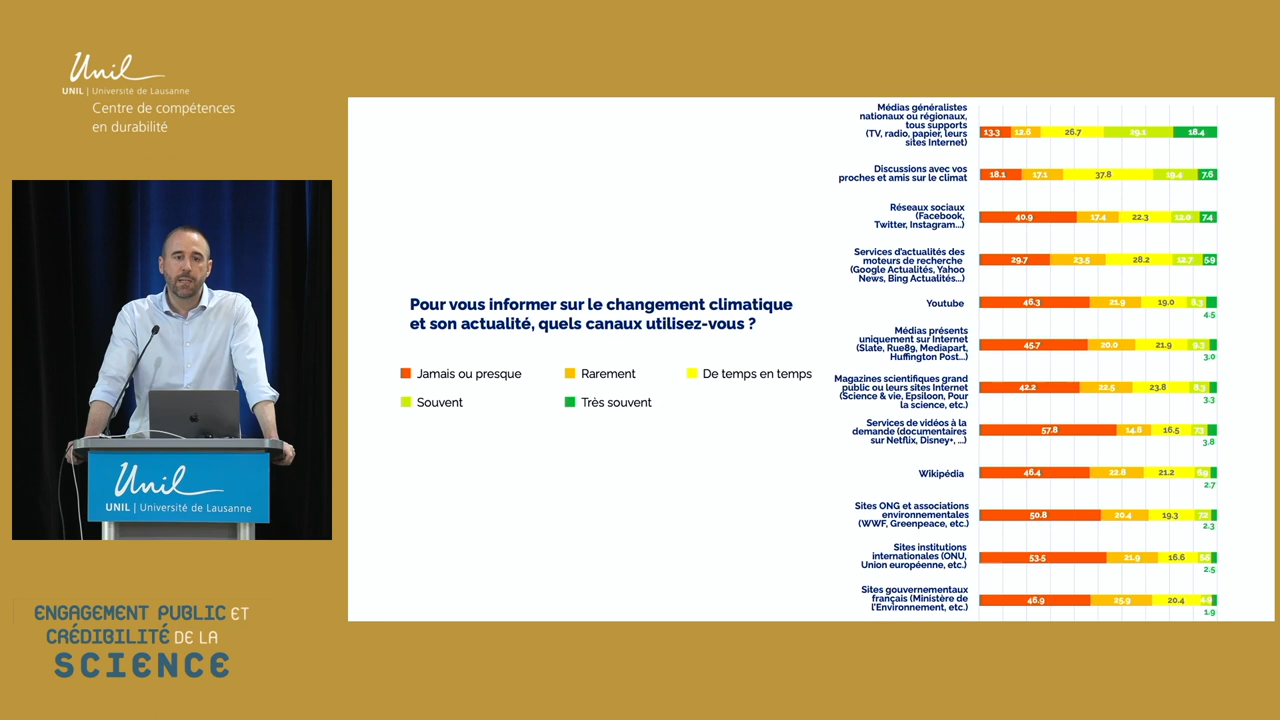 Unil
UNIL | Université de Lausanne
Centre de compétences
en durabilité
Unil
UNIL | Université de Lausanne
ENGAGEMENT PUBLIC ET
CRÉDIBILITÉ DE LA
SCIENCE
Pour vous informer sur le changement climatique
et son actualité, quels canaux utilisez-vous ?
Jamais ou presque
Rarement
De temps en temps
Souvent
Très souvent
Médias généralistes
nationaux ou régionaux,
tous supports
(TV, radio, papier, leurs
sites Internet)
13.3 12.6 26.7 29.1 18.4
Discussions avec vos
proches et amis sur le climat
18.1 17.1 37.8 19.4 7.6
Réseaux sociaux
(Facebook,
Twitter, Instagram...)
40.9 17.4 22.3 12.0 7.4
Services d'actualités des
moteurs de recherche
(Google Actualités, Yahoo
News, Bing Actualités...)
29.7 23.5 28.2 12.7 5.9
Youtube
46.3 21.9 19.0 8.3
4.5
Médias présents
uniquement sur Internet
(Slate, Rue89, Mediapart,
Huffington Post...)
45.7 20.0 21.9 9.3
3.0
Magazines scientifiques grand
public ou leurs sites Internet
(Science & vie, Epsiloon, Pour
la science, etc.)
42.2 22.5 23.8 8.3
3.3
Services de vidéos à la
demande (documentaires
sur Netflix, Disney+, ...)
57.8 14.6 16.5 7.3
3.8
Wikipédia
46.4 22.8 21.2 6.9
2.7
Sites ONG et associations
environnementales
(WWF, Greenpeace, etc.)
50.8 20.4 19.3 7.2
2.3
Sites institutions
internationales (ONU,
Union européenne, etc.)
53.5 21.9 16.6 5.5
2.5
Sites gouvernementaux
français (Ministère de
l'Environnement, etc.)
46.9 25.9 20.4 4.9
1.9